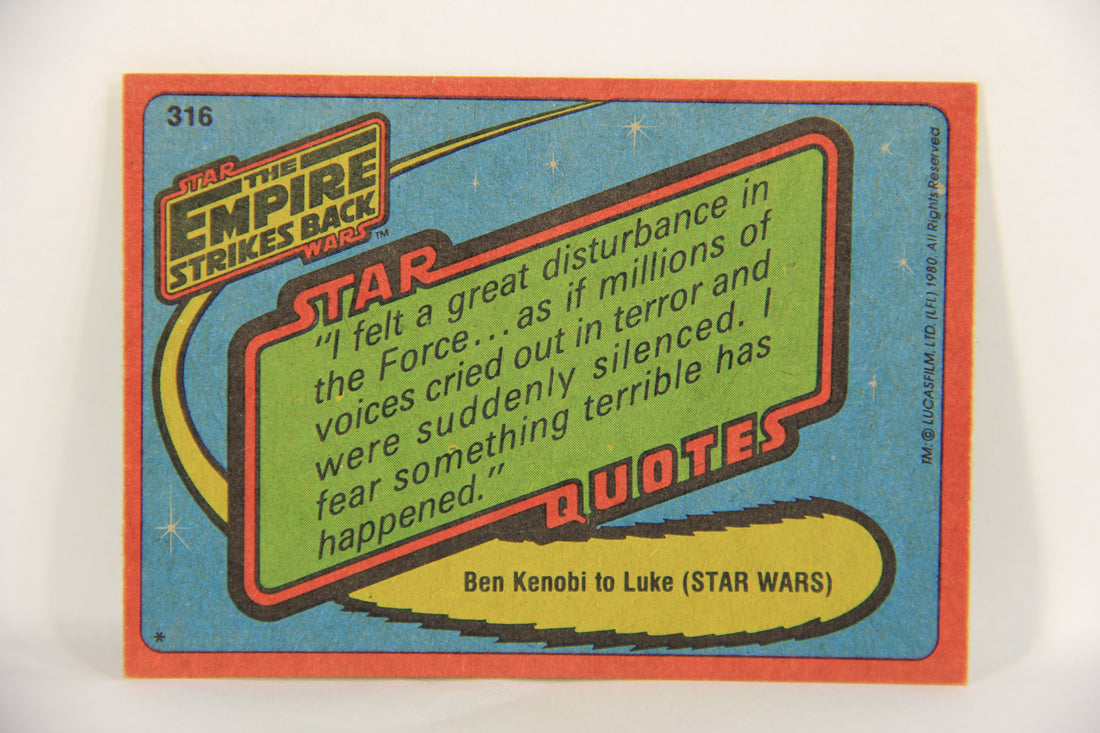 316
STAR
THE
EMPIRE
STRIKES BACK
WARS™
STAR
"I felt a great disturbance in
the Force...as if millions of
voices cried out in terror and
were suddenly silenced. I
fear something terrible has
happened."
QUOTES
Ben Kenobi to Luke (STAR WARS)
*
TM: © LUCASFILM, LTD. (LFL) 1980 All Rights Reserved